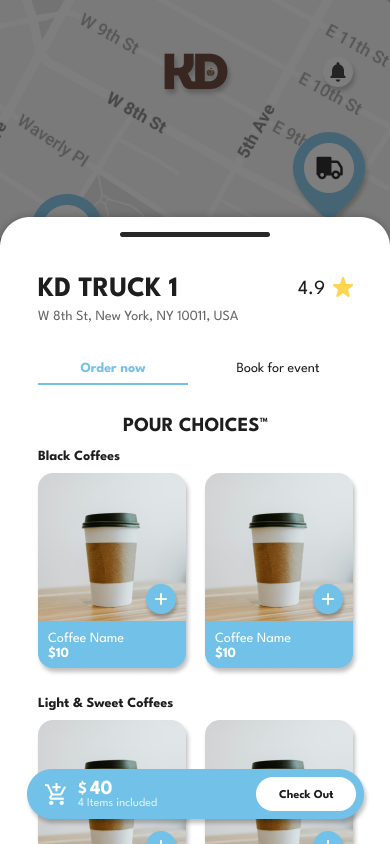 W 9th St
E 11th St
KD
E 10th St
W 8th St
5th Ave
E 9th
Waverly Pl
KD TRUCK 1
4.9
W 8th St, New York, NY 10011, USA
Order now
Book for event
POUR CHOICES™
Black Coffees
Coffee Name
$10
Coffee Name
$10
Light & Sweet Coffees
$ 40
4 Items included
Check Out